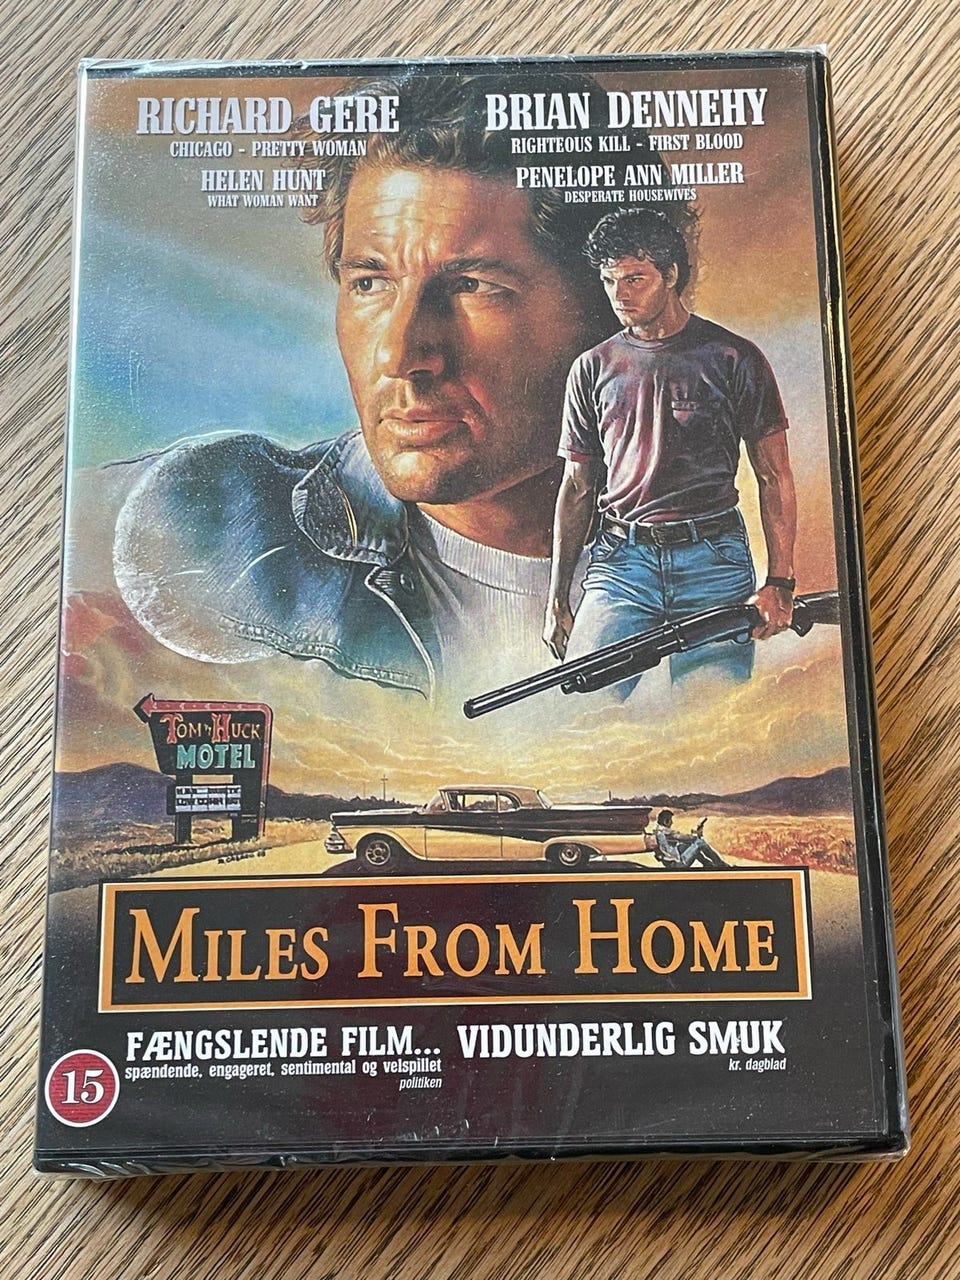 RICHARD GERE
CHICAGO - PRETTY WOMAN
HELEN HUNT
WHAT WOMAN WANT
BRIAN DENNEHY
RIGHTEOUS KILL - FIRST BLOOD
PENELOPE ANN MILLER
DESPERATE HOUSEWIVES
TOM 'N HUCK
MOTEL
MILES FROM HOME
FÆNGSLENDE FILM...
spændende, engageret, sentimental og velspillet
politiken
VIDUNDERLIG SMUK
kr. dagblad
15